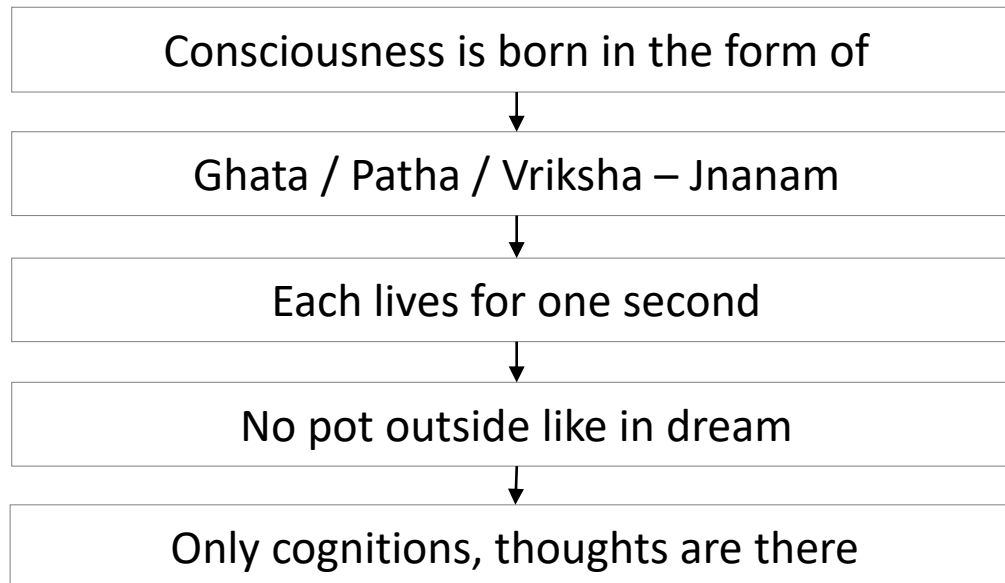 Consciousness is born in the form of
Ghata / Patha / Vriksha – Jnanam
Each lives for one second
No pot outside like in dream
Only cognitions, thoughts are there